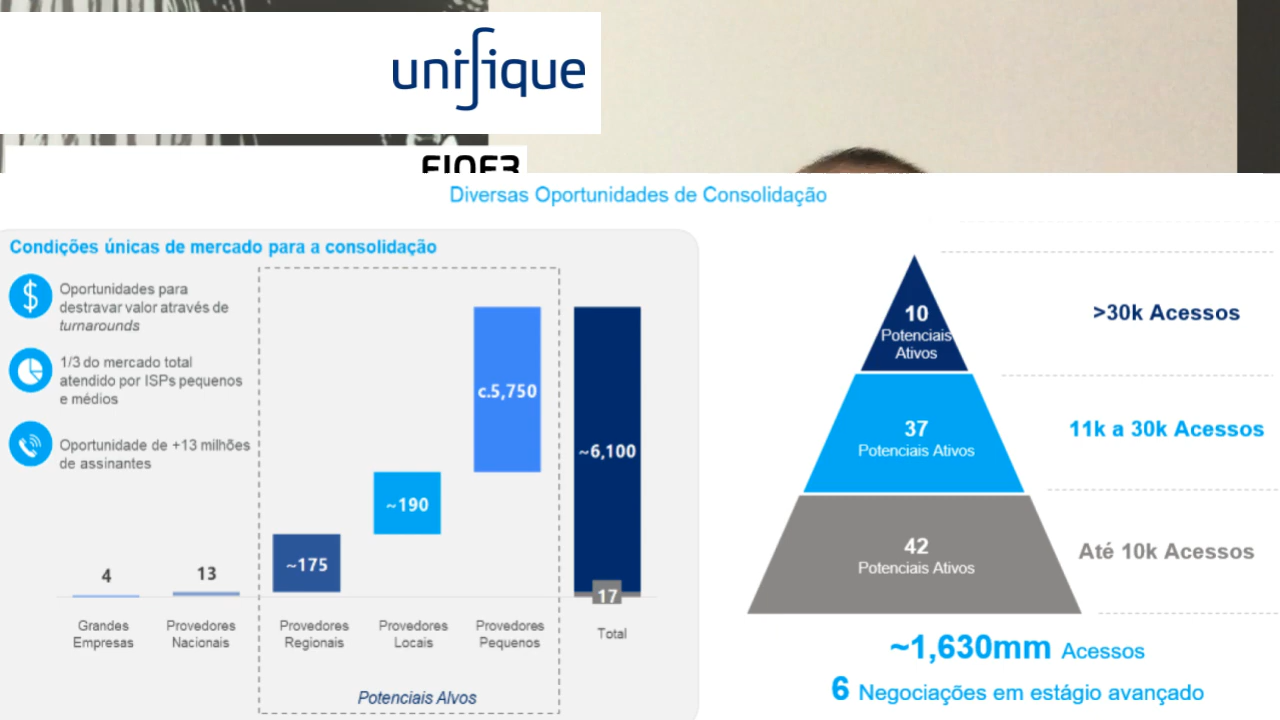 unifique
Diversas Oportunidades de Consolidação
Condições únicas de mercado para a consolidação
Oportunidades para
destravar valor através de
turnarounds
1/3 do mercado total
atendido por ISPs pequenos
e médios
Oportunidade de +13 milhões
de assinantes
4
13
~175
~190
c.5,750
~6,100
17
Grandes
Empresas
Provedores
Nacionais
Provedores
Regionais
Provedores
Locais
Provedores
Pequenos
Total
Potenciais Alvos
10
Potenciais
Ativos
>30k Acessos
37
Potenciais Ativos
11k a 30k Acessos
42
Potenciais Ativos
Até 10k Acessos
~1,630mm Acessos
6 Negociações em estágio avançado